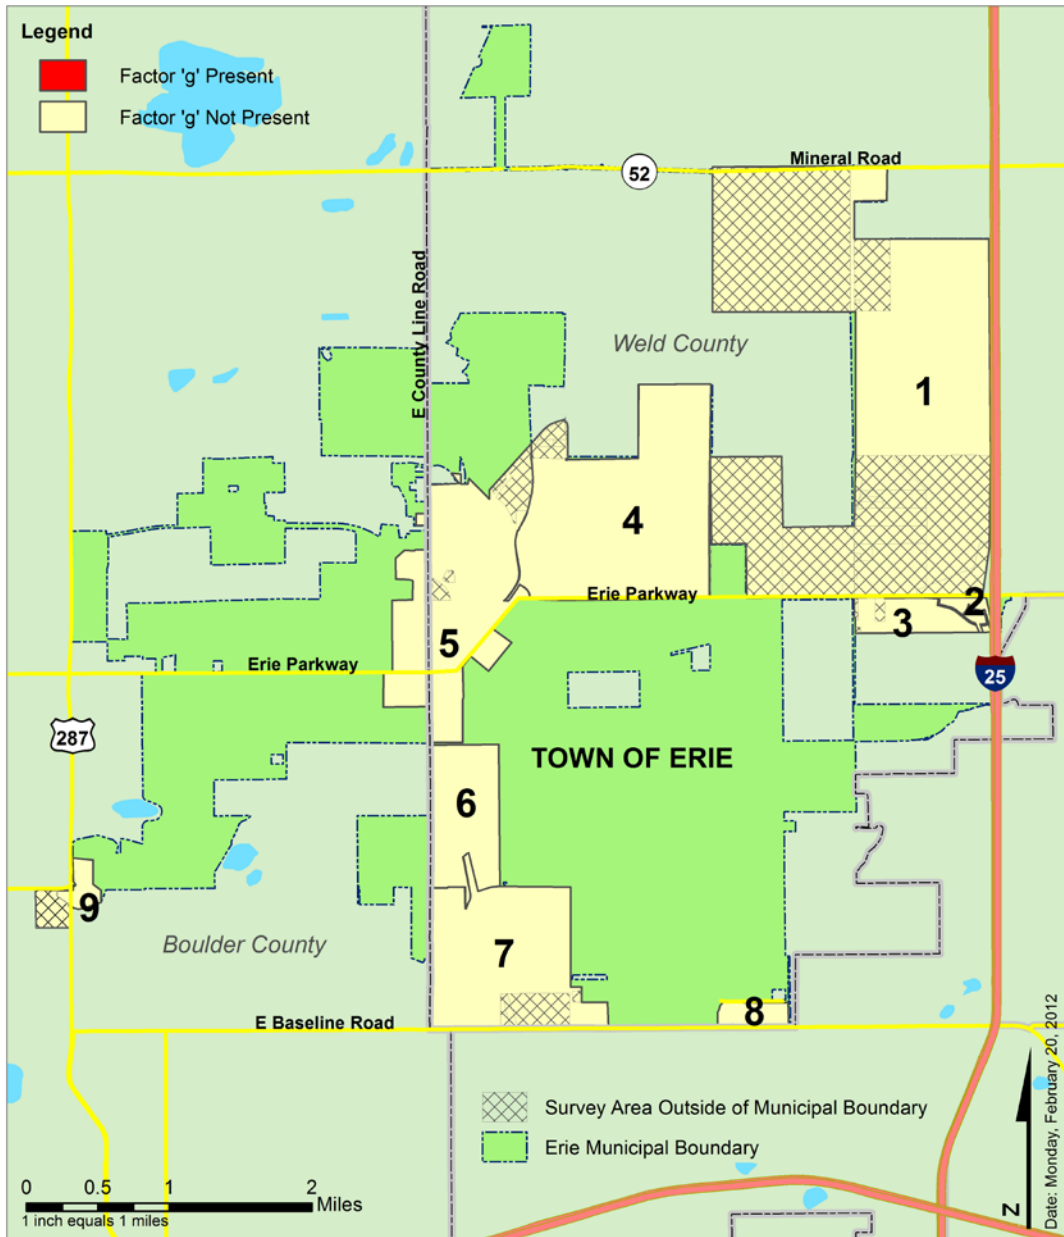 Legend
Factor 'g' Present
Factor 'g' Not Present
Mineral Road
52
E County Line Road
Weld County
1
4
Erie Parkway
2
3
5
Erie Parkway
25
287
TOWN OF ERIE
6
9
Boulder County
7
8
E Baseline Road
Survey Area Outside of Municipal Boundary
Erie Municipal Boundary
Date: Monday, February 20, 2012
N
0 0.5 1 2
Miles
1 inch equals 1 miles